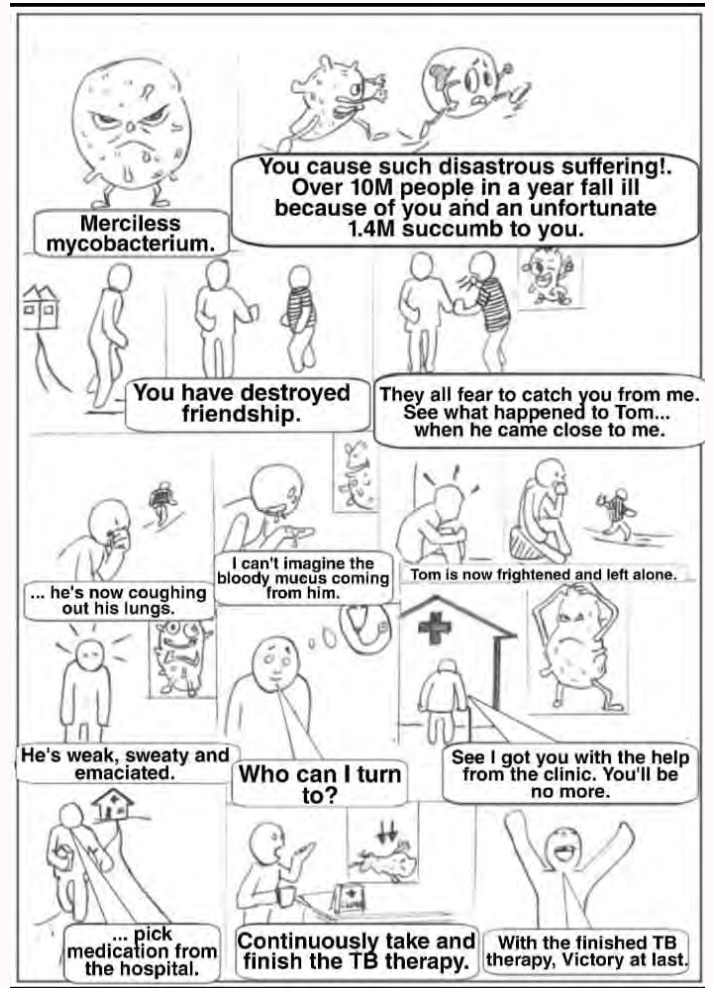 Merciless
mycobacterium.
You cause such disastrous suffering!.
Over 10M people in a year fall ill
because of you and an unfortunate
1.4M succumb to you.
You have destroyed
friendship.
They all fear to catch you from me.
See what happened to Tom...
when he came close to me.
... he's now coughing
out his lungs.
I can't imagine the
bloody mucus coming
from him.
Tom is now frightened and left alone.
He's weak, sweaty and
emaciated.
Who can I turn
to?
See I got you with the help
from the clinic. You'll be
no more.
... pick
medication from
the hospital.
Continuously take and
finish the TB therapy.
With the finished TB
therapy, Victory at last.